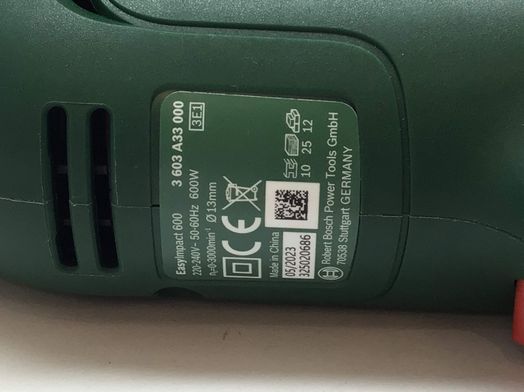 EasyImpact 600
3 603 A33 000
220-240V~ 50-60Hz 600W
n₀=0-3000min⁻¹ Ø13mm
3E1
CE
10 25 12
Made in China
05/2023
325020686
Robert Bosch Power Tools GmbH
70538 Stuttgart GERMANY